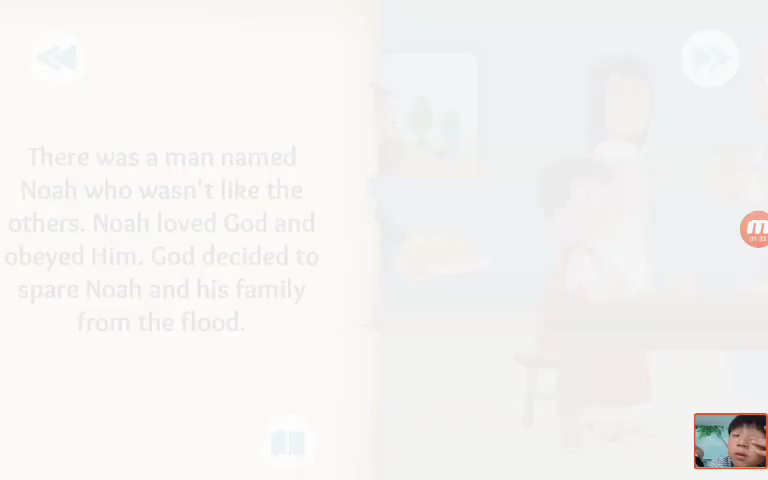 There was a man named
Noah who wasn't like the
others. Noah loved God and
obeyed Him. God decided to
spare Noah and his family
from the flood.